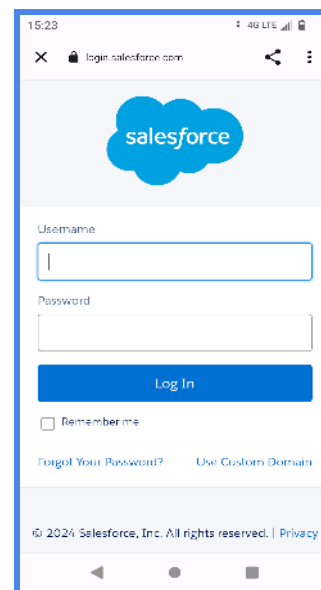 15:23 4G LTE
login.salesforce.com
salesforce
Username
Password
Log In
Remember me
Forgot Your Password? Use Custom Domain
© 2024 Salesforce, Inc. All rights reserved. | Privacy